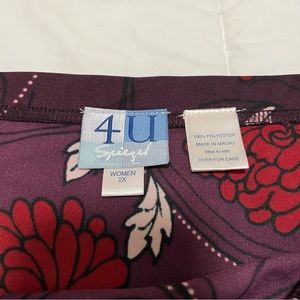 4U
Spiegel
WOMEN
2X
100% POLYESTER
MADE IN MACAU
RN# 41486
OVER FOR CARE